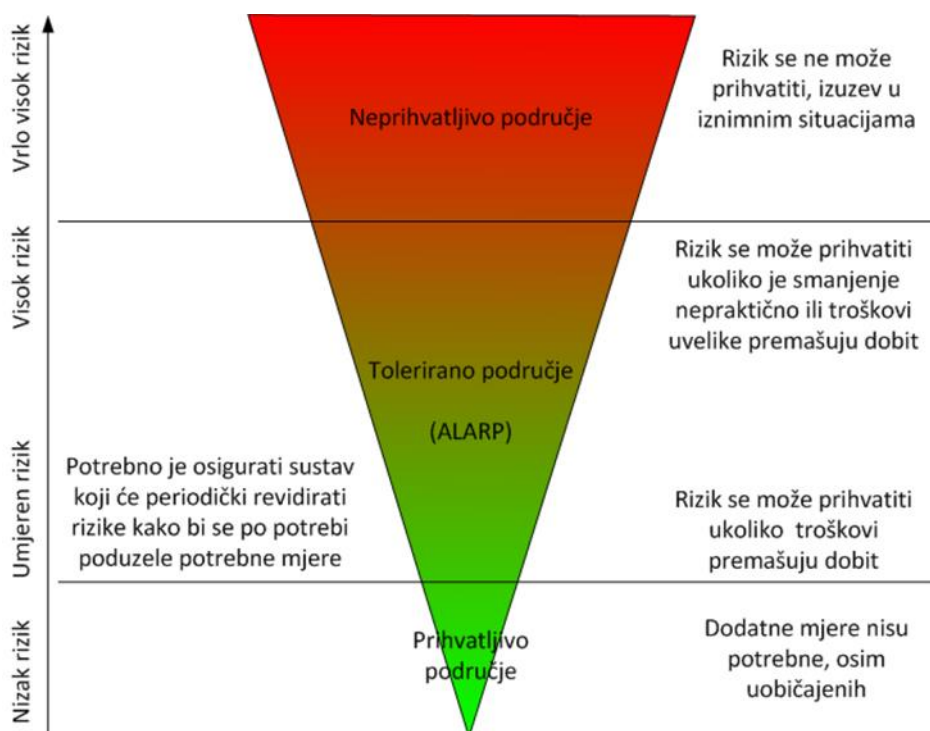 Vrlo visok rizik
Neprihvatljivo područje
Rizik se ne može
prihvatiti, izuzev u
iznimnim situacijama
Visok rizik
Rizik se može prihvatiti
ukoliko je smanjenje
nepraktično ili troškovi
uvelike premašuju dobit
Tolerirano područje
(ALARP)
Umjeren rizik
Potrebno je osigurati sustav
koji će periodički revidirati
rizike kako bi se po potrebi
poduzele potrebne mjere
Rizik se može prihvatiti
ukoliko troškovi
premašuju dobit
Nizak rizik
Prihvatljivo
područje
Dodatne mjere nisu
potrebne, osim
uobičajenih